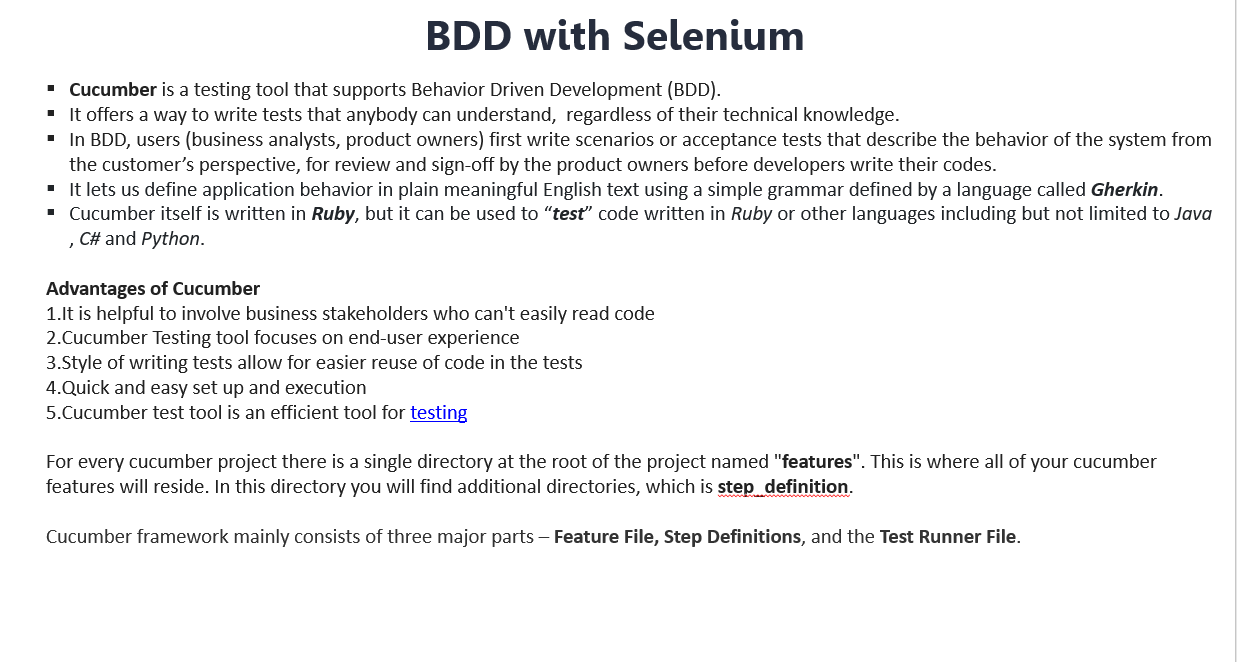 BDD with Selenium
▪ Cucumber is a testing tool that supports Behavior Driven Development (BDD).
▪ It offers a way to write tests that anybody can understand,  regardless of their technical knowledge.
▪ In BDD, users (business analysts, product owners) first write scenarios or acceptance tests that describe the behavior of the system from
the customer’s perspective, for review and sign-off by the product owners before developers write their codes.
▪ It lets us define application behavior in plain meaningful English text using a simple grammar defined by a language called Gherkin.
▪ Cucumber itself is written in Ruby, but it can be used to “test” code written in Ruby or other languages including but not limited to Java
, C# and Python.
Advantages of Cucumber
1.It is helpful to involve business stakeholders who can't easily read code
2.Cucumber Testing tool focuses on end-user experience
3.Style of writing tests allow for easier reuse of code in the tests
4.Quick and easy set up and execution
5.Cucumber test tool is an efficient tool for testing
For every cucumber project there is a single directory at the root of the project named "features". This is where all of your cucumber
features will reside. In this directory you will find additional directories, which is step_definition.
Cucumber framework mainly consists of three major parts – Feature File, Step Definitions, and the Test Runner File.